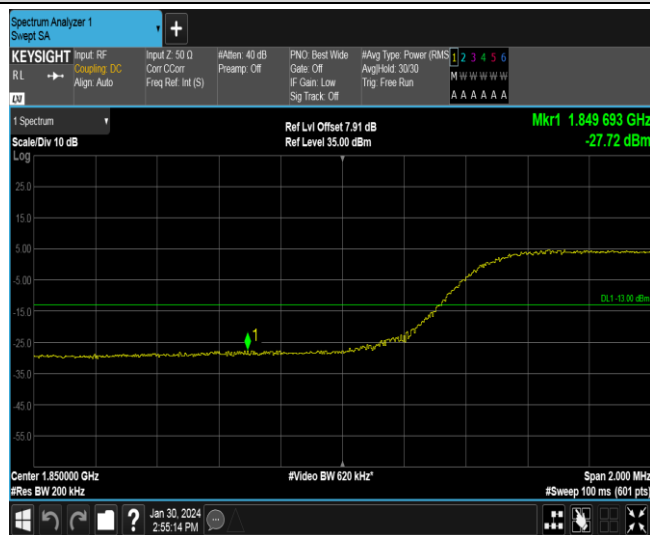 Spectrum Analyzer 1
Swept SA
KEYSIGHT
RL
Input: RF
Coupling: DC
Align: Auto
Input Z: 50 Ω
Corr CCorr
Freq Ref: Int (S)
#Atten: 40 dB
Preamp: Off
PNO: Best Wide
Gate: Off
IF Gain: Low
Sig Track: Off
#Avg Type: Power (RMS
Avg|Hold: 30/30
Trig: Free Run
1 2 3 4 5 6
M W W W W W
A A A A A A
LXI
1 Spectrum
Scale/Div 10 dB
Log
Ref Lvl Offset 7.91 dB
Ref Level 35.00 dBm
Mkr1 1.849 693 GHz
-27.72 dBm
25.0
15.0
5.00
-5.00
DL1 -13.00 dBm
-15.0
1
-25.0
-35.0
-45.0
-55.0
Center 1.850000 GHz
#Res BW 200 kHz
#Video BW 620 kHz*
Span 2.000 MHz
#Sweep 100 ms (601 pts)
?
Jan 30, 2024
2:55:14 PM